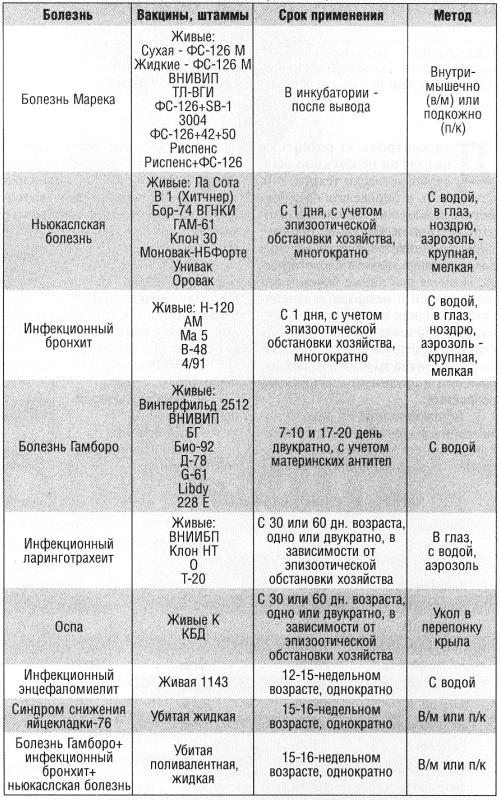 Болезнь
Вакцины, штаммы
Срок применения
Метод
Болезнь Марека
Живые:
Сухая - ФС-126 М
Жидкие - ФС-126 М
ВНИВИП
ТЛ-ВГИ
ФС-126+SB-1
3004
ФС-126+42+50
Риспенс
Риспенс+ФС-126
В инкубатории -
после вывода
Внутри-
мышечно
(в/м) или
подкожно
(п/к)
Ньюкаслская
болезнь
Живые: Ла Сота
В 1 (Хитчнер)
Бор-74 ВГНКИ
ГАМ-61
Клон 30
Моновак-НБФорте
Унивак
Оровак
С 1 дня, с учетом
эпизоотической
обстановки хозяйства,
многократно
С водой,
в глаз,
ноздрю,
аэрозоль -
крупная,
мелкая
Инфекционный
бронхит
Живые: Н-120
АМ
Ма 5
В-48
4/91
С 1 дня, с учетом
эпизоотической
обстановки хозяйства,
многократно
С водой,
в глаз,
ноздрю,
аэрозоль -
крупная,
мелкая
Болезнь Гамборо
Живые:
Винтерфильд 2512
ВНИВИП
БГ
Био-92
Д-78
G-61
Libdy
228 Е
7-10 и 17-20 день
двукратно, с учетом
материнских антител
С водой
Инфекционный
ларинготрахеит
Живые:
ВНИИБП
Клон НТ
О
Т-20
С 30 или 60 дн. возраста,
одно или двукратно, в
зависимости от
эпизоотической
обстановки хозяйства
В глаз,
с водой,
аэрозоль
Оспа
Живые К
КБД
С 30 или 60 дн. возраста,
одно или двукратно, в
зависимости от
эпизоотической
обстановки хозяйства
Укол в
перепонку
крыла
Инфекционный
энцефаломиелит
Живая 1143
12-15-недельном
возрасте, однократно
С водой
Синдром снижения
яйцекладки-76
Убитая жидкая
15-16-недельном
возрасте, однократно
В/м или п/к
Болезнь Гамборо+
инфекционный
бронхит+
ньюкаслская болезнь
Убитая
поливалентная,
жидкая
15-16-недельном
возрасте, однократно
В/м или п/к